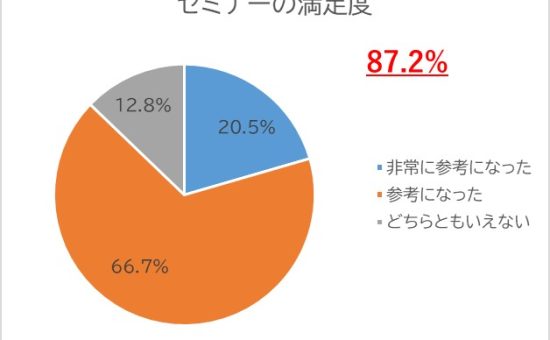 セミナーの満足度
87.2%
12.8%
20.5%
66.7%
非常に参考になった
参考になった
どちらともいえない